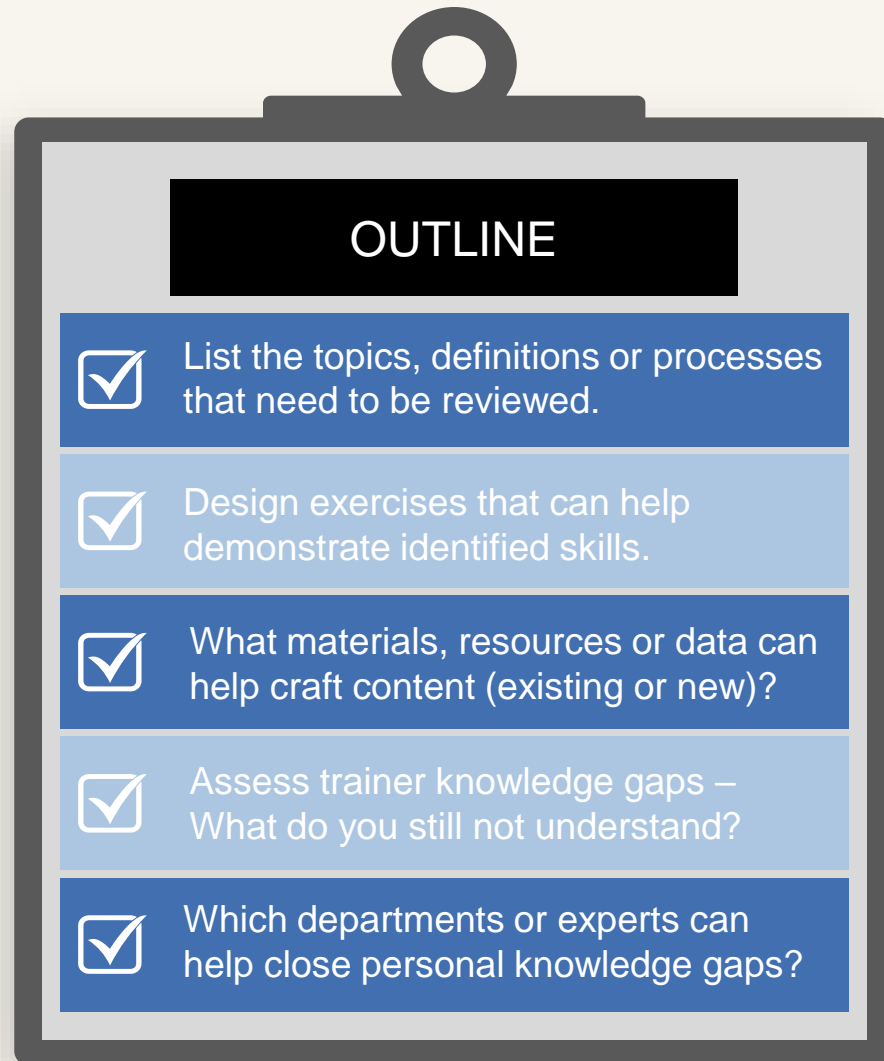 OUTLINE
List the topics, definitions or processes
that need to be reviewed.
Design exercises that can help
demonstrate identified skills.
What materials, resources or data can
help craft content (existing or new)?
Assess trainer knowledge gaps –
What do you still not understand?
Which departments or experts can
help close personal knowledge gaps?